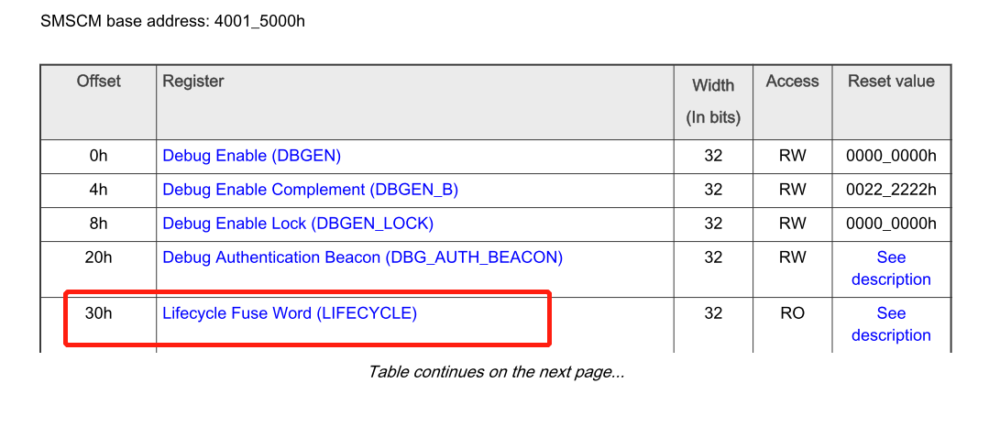 SMSCM base address: 4001_5000h
Offset Register Width (In bits) Access Reset value
0h Debug Enable (DBGEN) 32 RW 0000_0000h
4h Debug Enable Complement (DBGEN_B) 32 RW 0022_2222h
8h Debug Enable Lock (DBGEN_LOCK) 32 RW 0000_0000h
20h Debug Authentication Beacon (DBG_AUTH_BEACON) 32 RW See description
30h Lifecycle Fuse Word (LIFECYCLE) 32 RO See description
Table continues on the next page...